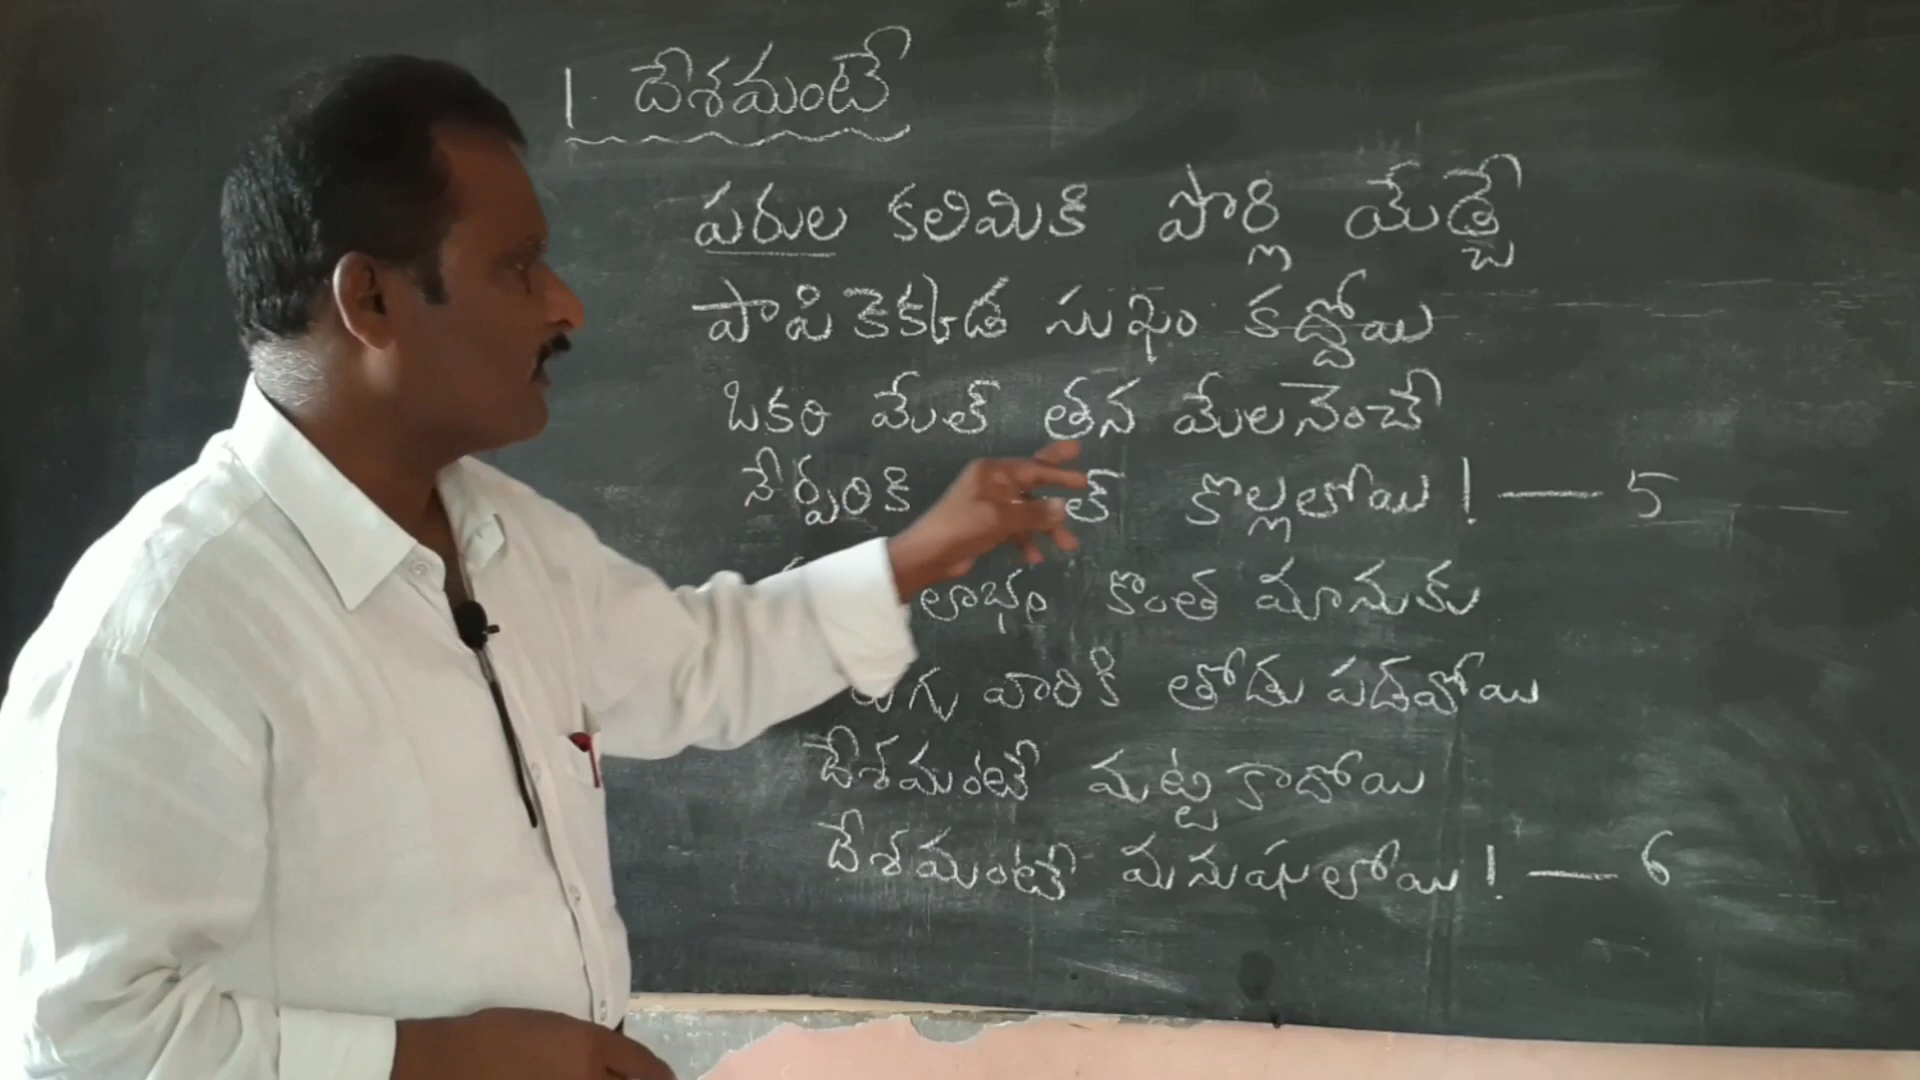 1. దేశమంటే
పరుల కలిమికి పొర్లి యేడ్చే
పాపి కెక్కడ సుఖం కద్దోయి
ఒకరి మేల్ తన మేలనెంచే
నేర్పరికి కొల్లలోయి ! — 5
లాభం కొంత మానుకు
వారికి తోడు పడవోయి
దేశమంటే మట్టి కాదోయి
దేశమంటే మనుషులోయి ! — 6